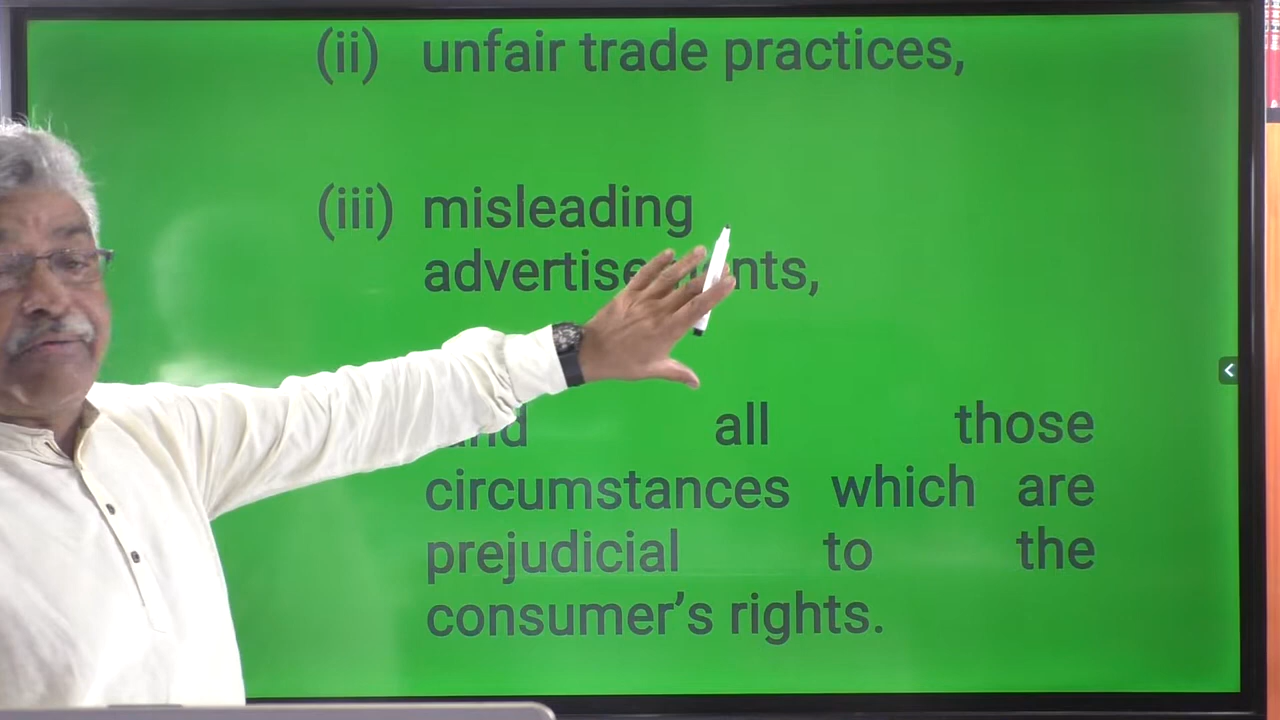 (ii) unfair trade practices,
(iii) misleading
all those
circumstances which are
prejudicial to the
consumer’s rights.